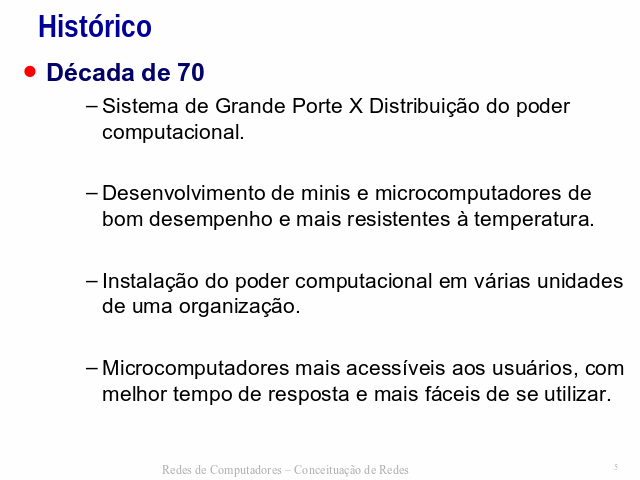 Histórico
• Década de 70
– Sistema de Grande Porte X Distribuição do poder
computacional.
– Desenvolvimento de minis e microcomputadores de
bom desempenho e mais resistentes à temperatura.
– Instalação do poder computacional em várias unidades
de uma organização.
– Microcomputadores mais acessíveis aos usuários, com
melhor tempo de resposta e mais fáceis de se utilizar.
Redes de Computadores – Conceituação de Redes
5